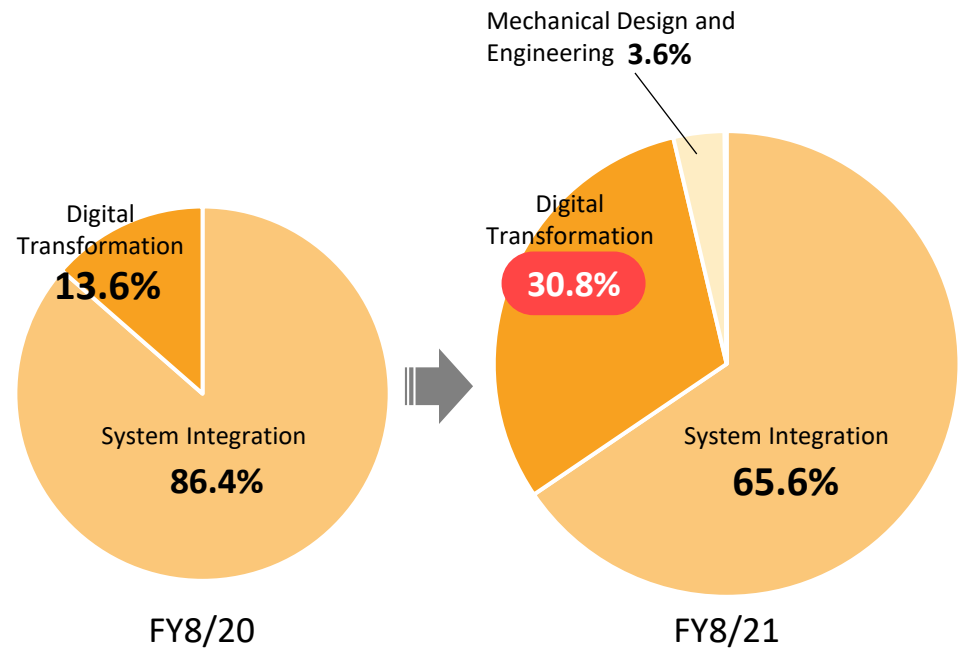 Mechanical Design and
Engineering 3.6%
Digital
Transformation
13.6%
System Integration
86.4%
FY8/20
Digital
Transformation
30.8%
System Integration
65.6%
FY8/21